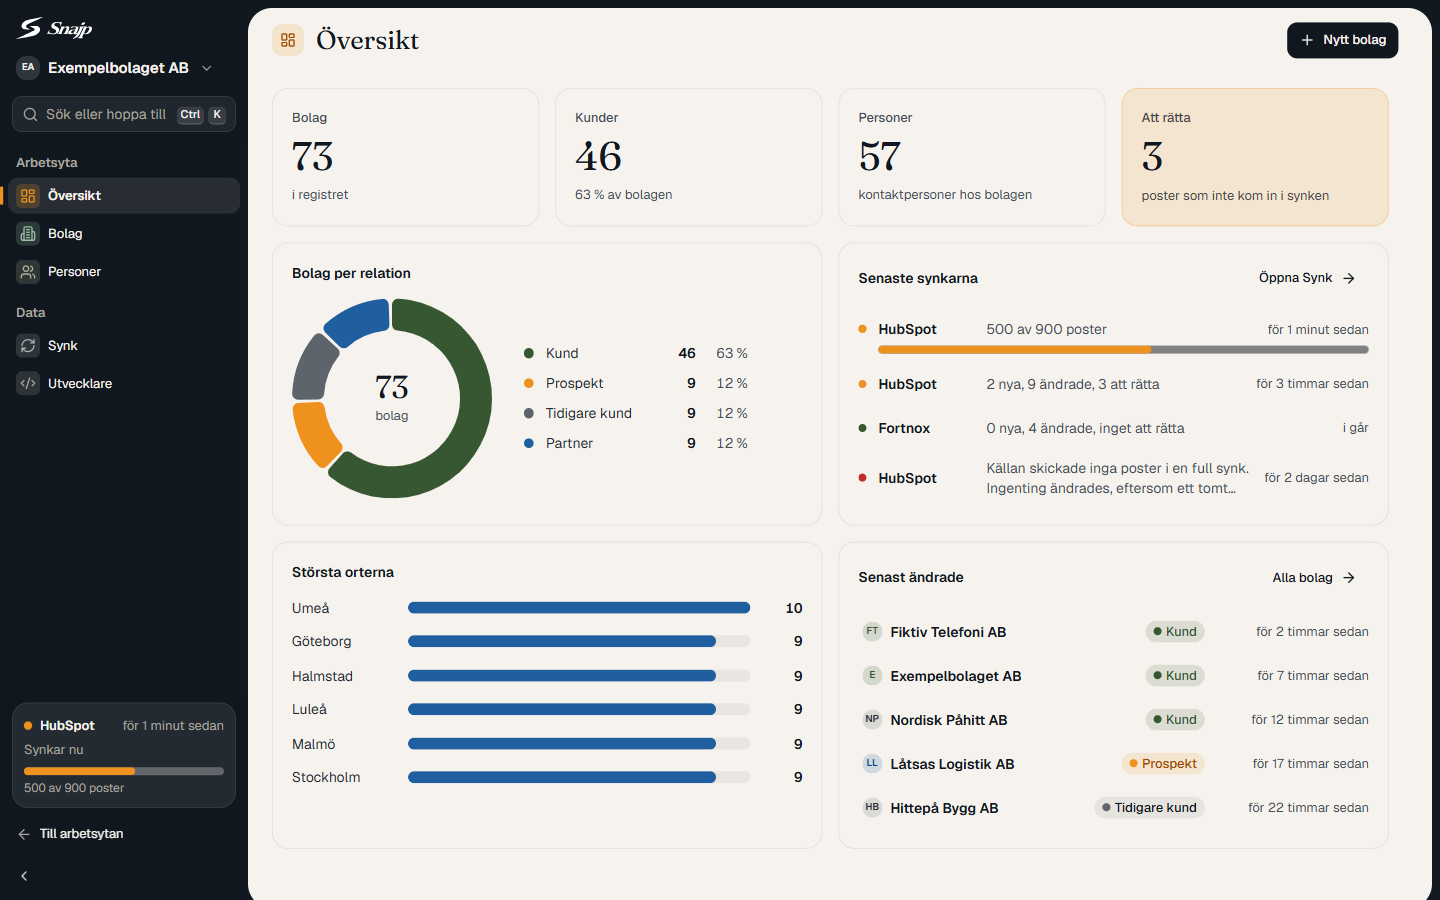 Snajp
EA Exempelbolaget AB
Sök eller hoppa till Ctrl K
Arbetsyta
Översikt
Bolag
Personer
Data
Synk
Utvecklare
HubSpot för 1 minut sedan
Synkar nu
500 av 900 poster
Till arbetsytan
Översikt
Nytt bolag
Bolag
73
i registret
Kunder
46
63 % av bolagen
Personer
57
kontaktpersoner hos bolagen
Att rätta
3
poster som inte kom in i synken
Bolag per relation
73
bolag
Kund 46 63 %
Prospekt 9 12 %
Tidigare kund 9 12 %
Partner 9 12 %
Senaste synkarna
Öppna Synk
HubSpot 500 av 900 poster för 1 minut sedan
HubSpot 2 nya, 9 ändrade, 3 att rätta för 3 timmar sedan
Fortnox 0 nya, 4 ändrade, inget att rätta i går
HubSpot Källan skickade inga poster i en full synk. för 2 dagar sedan
Ingenting ändrades, eftersom ett tomt…
Största orterna
Umeå 10
Göteborg 9
Halmstad 9
Luleå 9
Malmö 9
Stockholm 9
Senast ändrade
Alla bolag
FT Fiktiv Telefoni AB Kund för 2 timmar sedan
E Exempelbolaget AB Kund för 7 timmar sedan
NP Nordisk Påhitt AB Kund för 12 timmar sedan
LL Låtsas Logistik AB Prospekt för 17 timmar sedan
HB Hittepå Bygg AB Tidigare kund för 22 timmar sedan